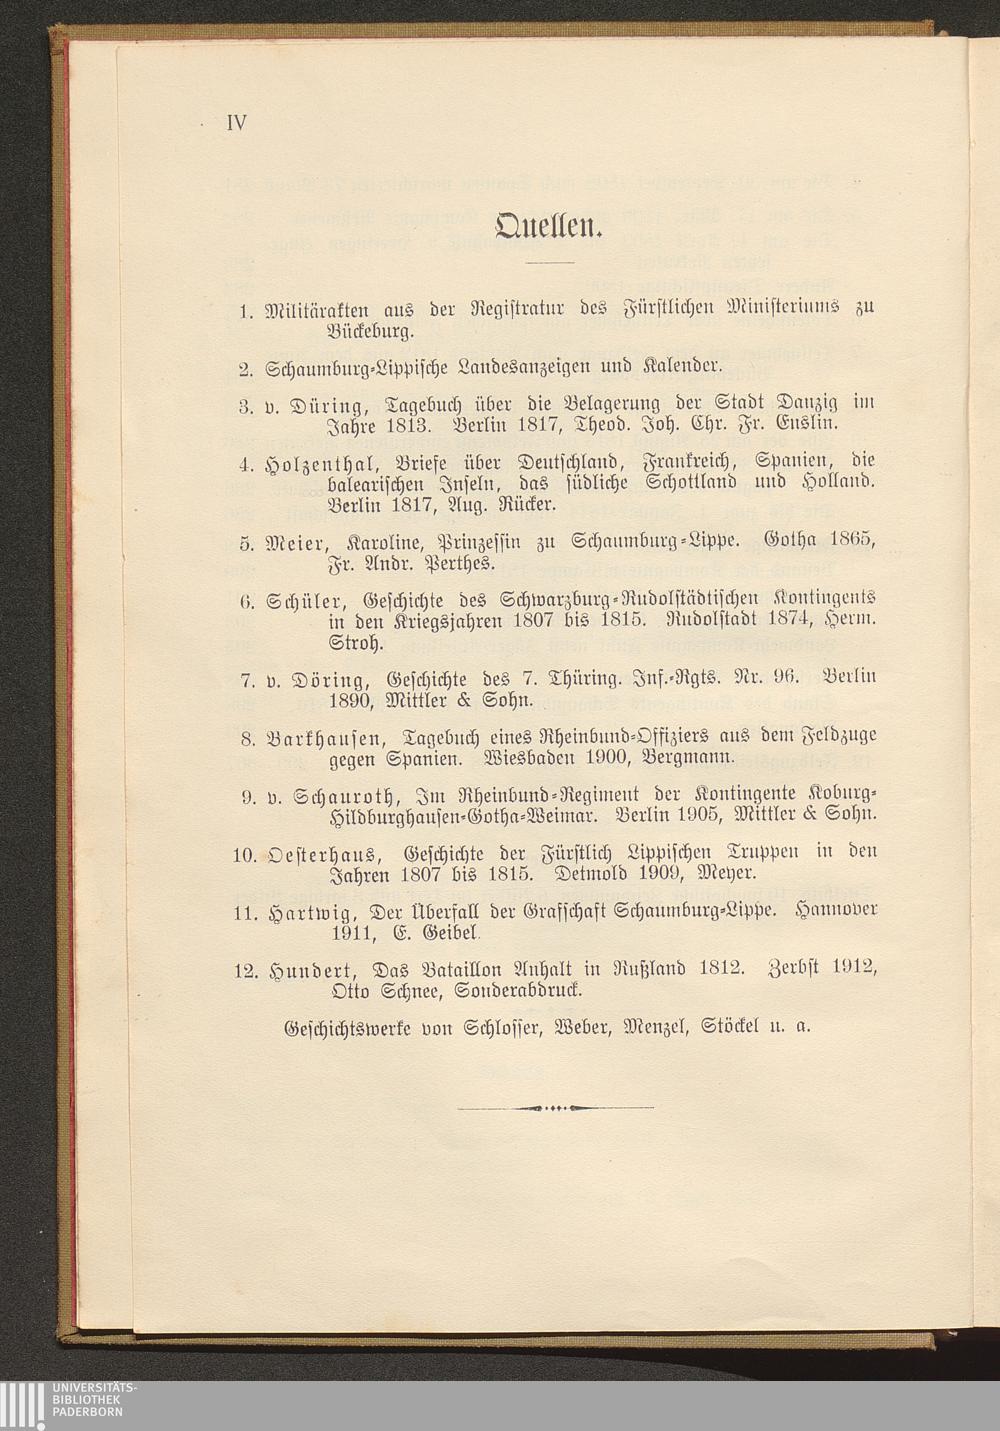 IV
Quellen.
1. Militärakten aus der Registratur des Fürstlichen Ministeriums zu
Bückeburg.
2. Schaumburg-Lippische Landesanzeigen und Kalender.
3. v. Düring, Tagebuch über die Belagerung der Stadt Danzig im
Jahre 1813. Berlin 1817, Theod. Joh. Chr. Fr. Enslin.
4. Holzenthal, Briefe über Deutschland, Frankreich, Spanien, die
balearischen Inseln, das südliche Schottland und Holland.
Berlin 1817, Aug. Rücker.
5. Meier, Karoline, Prinzessin zu Schaumburg-Lippe. Gotha 1865,
Fr. Andr. Perthes.
6. Schüler, Geschichte des Schwarzburg-Rudolstädtischen Kontingents
in den Kriegsjahren 1807 bis 1815. Rudolstadt 1874, Herm.
Stroh.
7. v. Döring, Geschichte des 7. Thüring. Inf.-Rgts. Nr. 96. Berlin
1890, Mittler & Sohn.
8. Barkhausen, Tagebuch eines Rheinbund-Offiziers aus dem Feldzuge
gegen Spanien. Wiesbaden 1900, Bergmann.
9. v. Schauroth, Im Rheinbund-Regiment der Kontingente Koburg-
Hildburghausen-Gotha-Weimar. Berlin 1905, Mittler & Sohn.
10. Oesterhaus, Geschichte der Fürstlich Lippischen Truppen in den
Jahren 1807 bis 1815. Detmold 1909, Meyer.
11. Hartwig, Der Überfall der Grafschaft Schaumburg-Lippe. Hannover
1911, E. Geibel.
12. Hundert, Das Bataillon Anhalt in Rußland 1812. Zerbst 1912,
Otto Schnee, Sonderabdruck.
Geschichtswerke von Schlosser, Weber, Menzel, Stöckel u. a.
UNIVERSITÄTS-
BIBLIOTHEK
PADERBORN